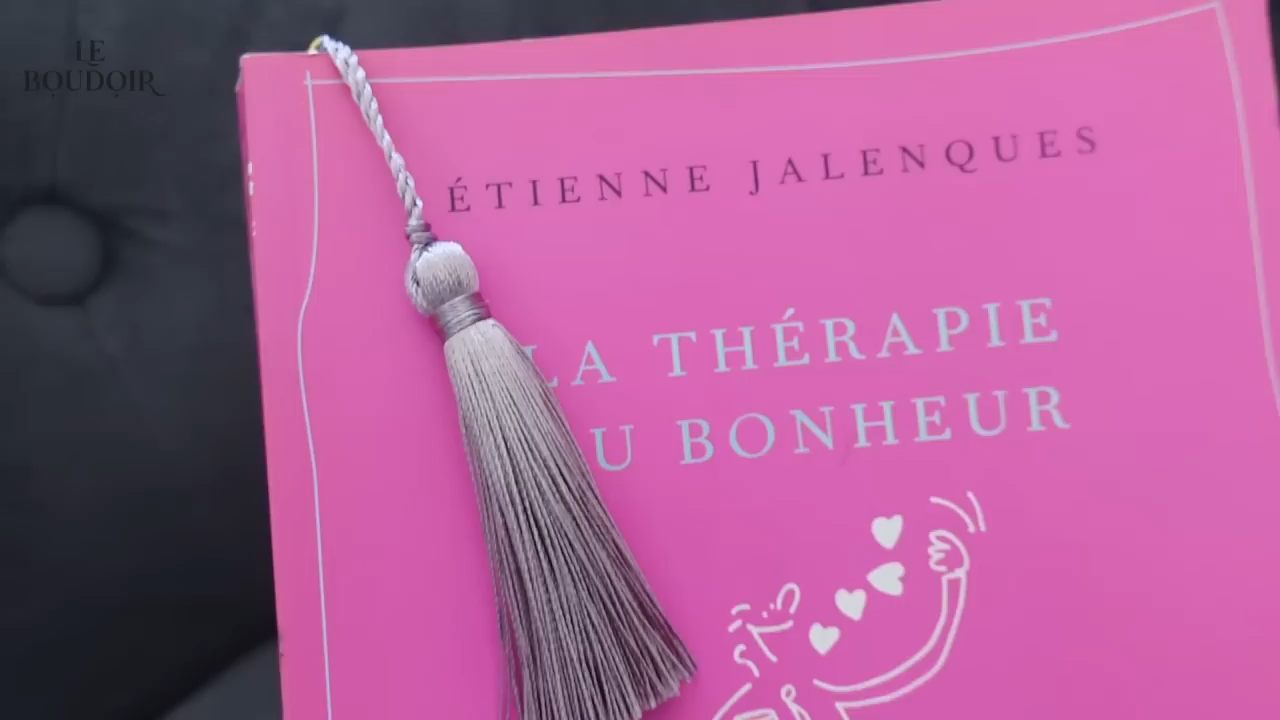 LE
BOUDOIR
ÉTIENNE JALENQUES
LA THÉRAPIE
U BONHEUR